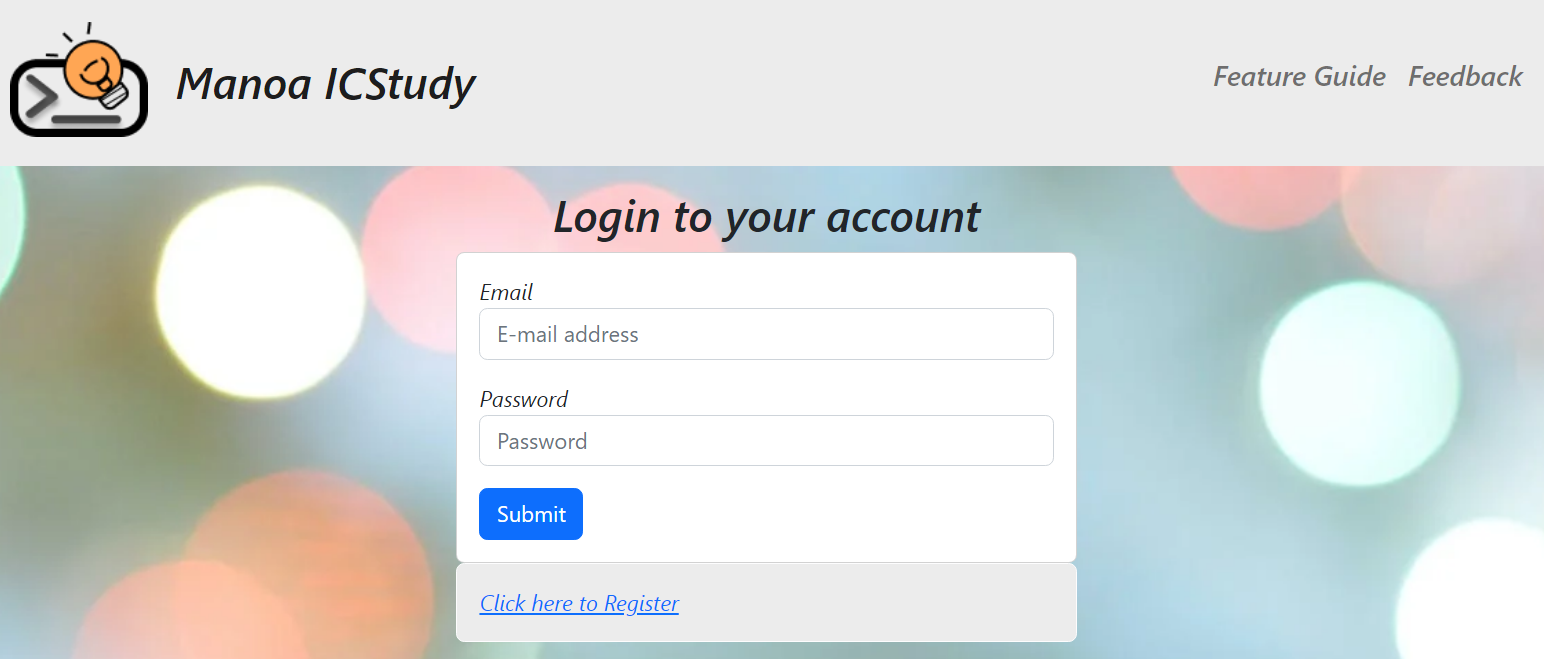 Manoa ICStudy
Feature Guide
Feedback
Login to your account
Email
E-mail address
Password
Password
Submit
Click here to Register